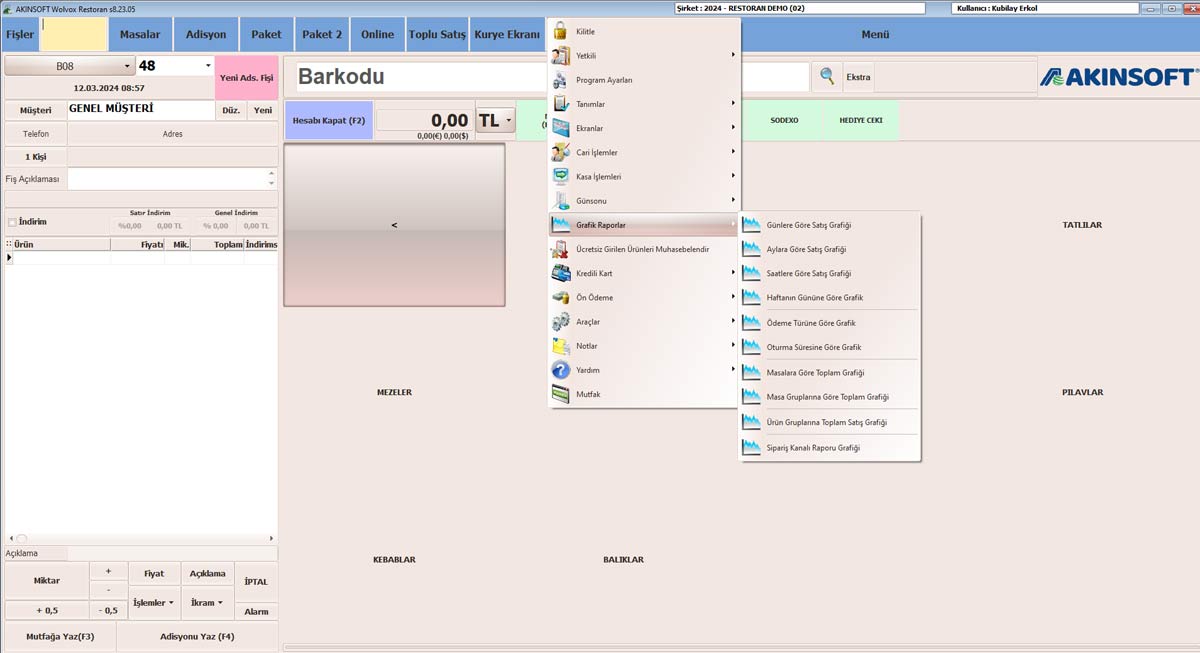 AKINSOFT Wolvox Restoran s8.23.05
Şirket : 2024 - RESTORAN DEMO (02)
Kullanıcı : Kubilay Erkol
Fişler
Masalar
Adisyon
Paket
Paket 2
Online
Toplu Satış
Kurye Ekranı
Menü
B08
48
Yeni Ads. Fişi
12.03.2024 08:57
Müşteri
GENEL MÜŞTERİ
Düz.
Yeni
Telefon
Adres
1 Kişi
Fiş Açıklaması
Barkodu
Ekstra
AKINSOFT
Hesabı Kapat (F2)
0,00
TL
0,00(€) 0,00($)
SODEXO
HEDIYE CEKI
İndirim
Satır İndirim
Genel İndirim
%0,00
0,00 TL
% 0,00
0,00 TL
Ürün
Fiyatı
Mik.
Toplam
İndirims
<
Kilitle
Yetkili
Program Ayarları
Tanımlar
Ekranlar
Cari İşlemler
Kasa İşlemleri
Günsonu
Grafik Raporlar
Ücretsiz Girilen Ürünleri Muhasebelendir
Kredili Kart
Ön Ödeme
Araçlar
Notlar
Yardım
Mutfak
Günlere Göre Satış Grafiği
Aylara Göre Satış Grafiği
Saatlere Göre Satış Grafiği
Haftanın Gününe Göre Grafik
Ödeme Türüne Göre Grafik
Oturma Süresine Göre Grafik
Masalara Göre Toplam Grafiği
Masa Gruplarına Göre Toplam Grafiği
Ürün Gruplarına Toplam Satış Grafiği
Sipariş Kanalı Raporu Grafiği
TATLILAR
MEZELER
PILAVLAR
KEBABLAR
BALIKLAR
Açıklama
Miktar
+
-
Fiyat
Açıklama
İPTAL
+ 0,5
- 0,5
İşlemler
İkram
Alarm
Mutfağa Yaz(F3)
Adisyonu Yaz (F4)